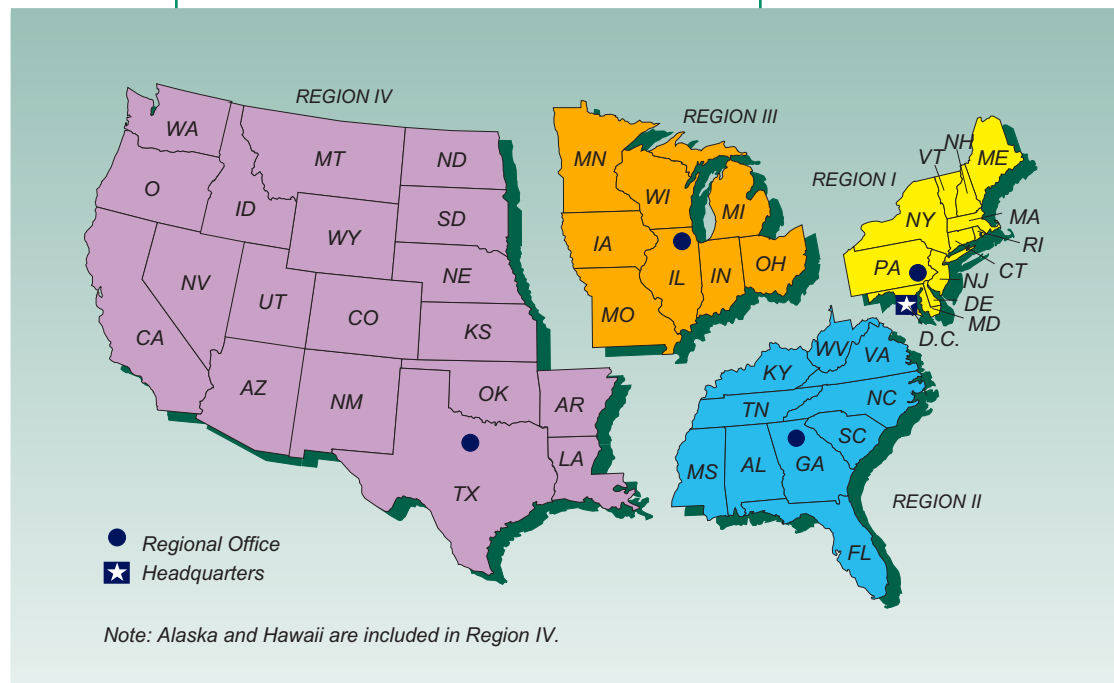 REGION IV
WA
MT
ND
O
ID
SD
WY
NV
NE
UT
CO
KS
CA
AZ
NM
OK
AR
TX
LA
REGION III
MN
WI
MI
IA
IL
IN
OH
MO
REGION I
VT
NH
ME
NY
MA
RI
CT
PA
NJ
DE
MD
D.C.
WV
VA
KY
NC
TN
SC
MS
AL
GA
FL
REGION II
Regional Office
Headquarters
Note: Alaska and Hawaii are included in Region IV.